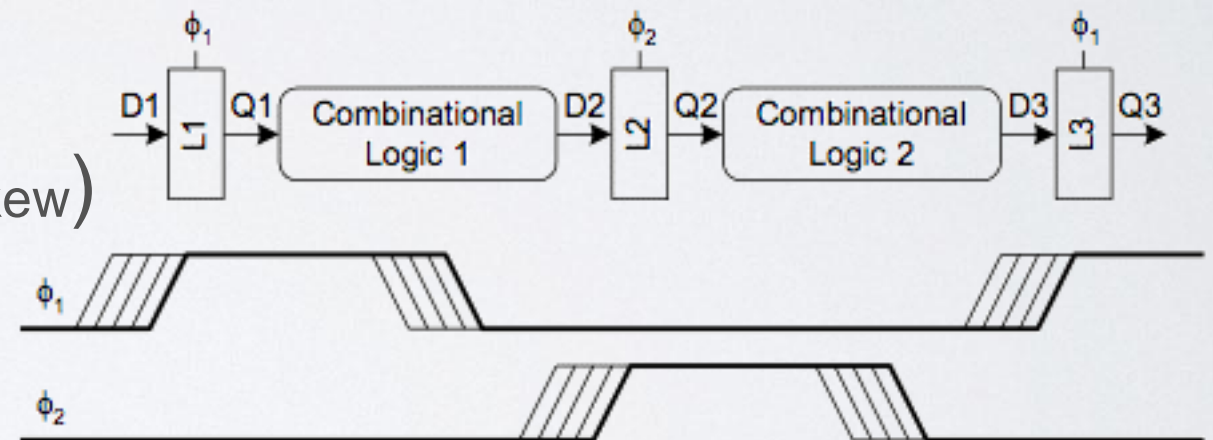 ϕ₁ ϕ₂ ϕ₁
D1 L1 Q1 Combinational Logic 1 D2 L2 Q2 Combinational Logic 2 D3 L3 Q3
ew)
ϕ₁
ϕ₂